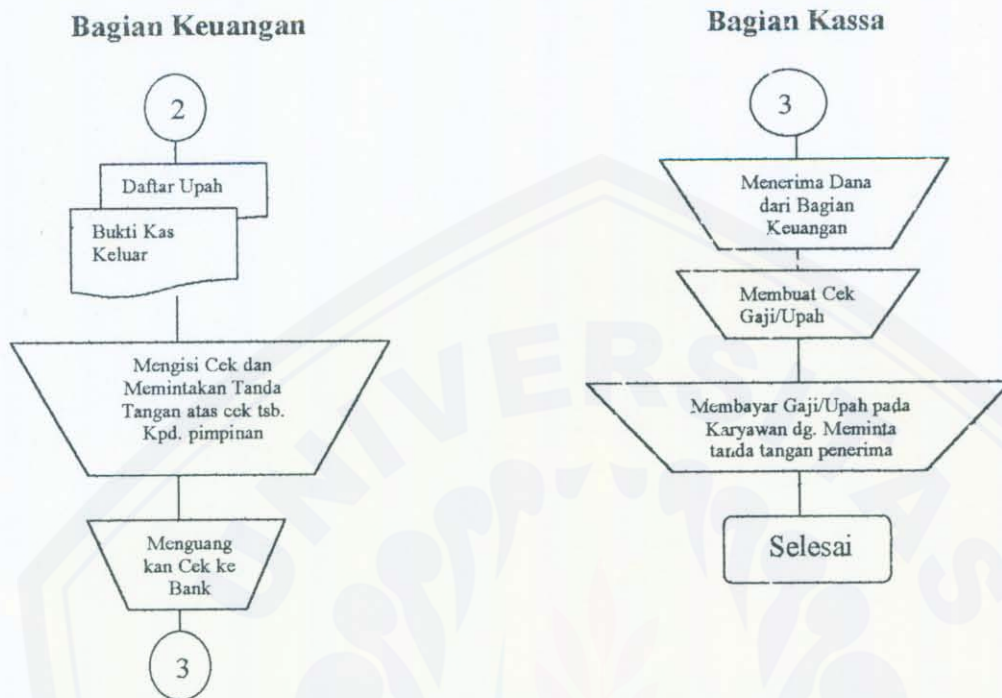 Bagian Keuangan
2
Daftar Upah
Bukti Kas
Keluar
Mengisi Cek dan
Memintakan Tanda
Tangan atas cek tsb.
Kpd. pimpinan
Menguang
kan Cek ke
Bank
3
Bagian Kassa
3
Menerima Dana
dari Bagian
Keuangan
Membuat Cek
Gaji/Upah
Membayar Gaji/Upah pada
Karyawan dg. Meminta
tanda tangan penerima
Selesai
UNIVERSITAS